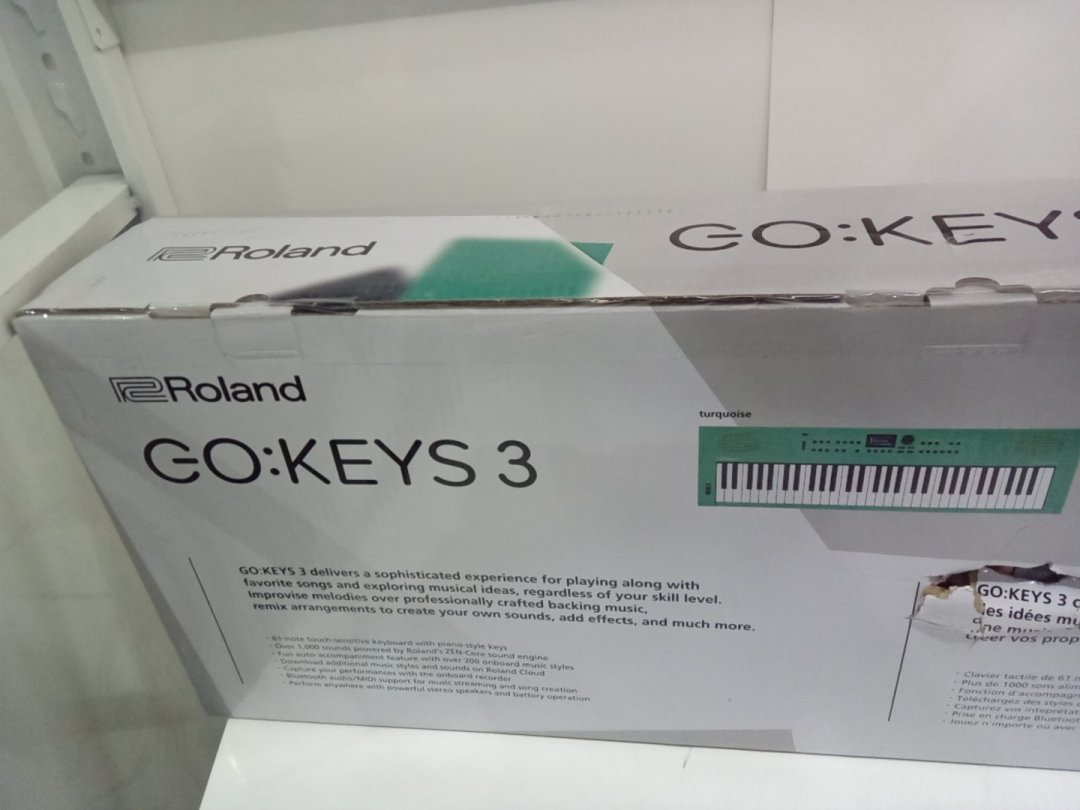 Roland
GO:KEYS
Roland
GO:KEYS 3
turquoise
GO:KEYS 3 delivers a sophisticated experience for playing along with
favorite songs and exploring musical ideas, regardless of your skill level.
Improvise melodies over professionally crafted backing music,
remix arrangements to create your own sounds, add effects, and much more.
· 61-note touch-sensitive keyboard with piano-style keys
· Over 1,000 sounds powered by Roland's ZEN-Core sound engine
· Fun auto-accompaniment feature with over 200 onboard music styles
· Download additional music styles and sounds on Roland Cloud
· Capture your performances with the onboard recorder
· Bluetooth audio/MIDI support for music streaming and song creation
· Perform anywhere with powerful stereo speakers and battery operation
GO:KEYS 3
des idées
vos
· Clavier tactile de 61
· Plus de 1000 sons
· Fonction
· Téléchargez des styles
· Capturez vos
· Prise en charge
· Jouez n'importe où